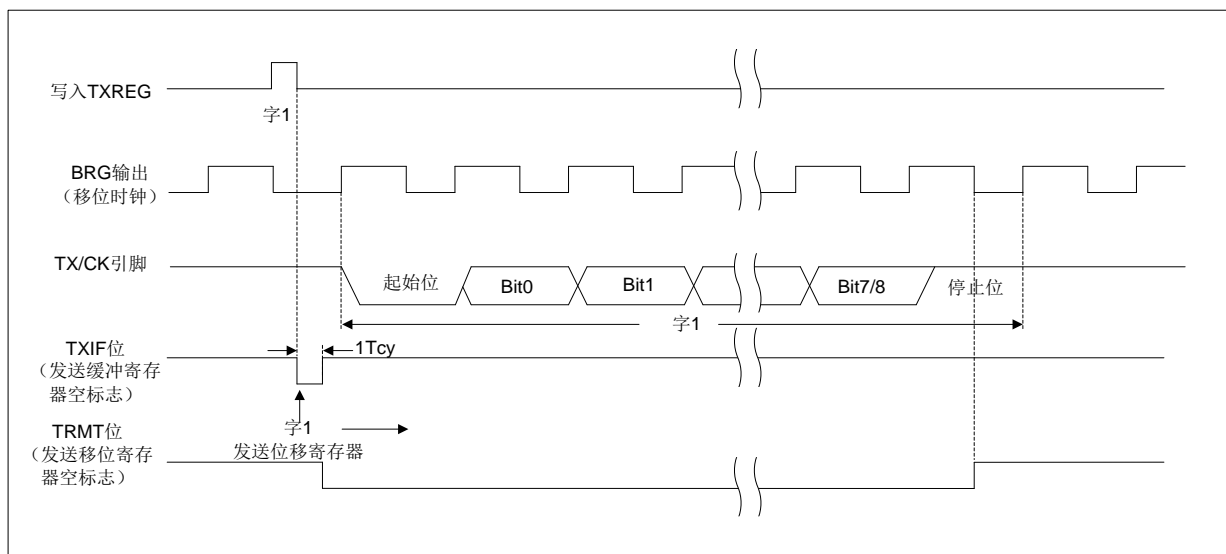 写入TXREG
字1
BRG输出
（移位时钟）
TX/CK引脚
起始位
Bit0
Bit1
Bit7/8
停止位
字1
TXIF位
（发送缓冲寄存
器空标志）
1Tcy
字1
发送位移寄存器
TRMT位
（发送移位寄存
器空标志）